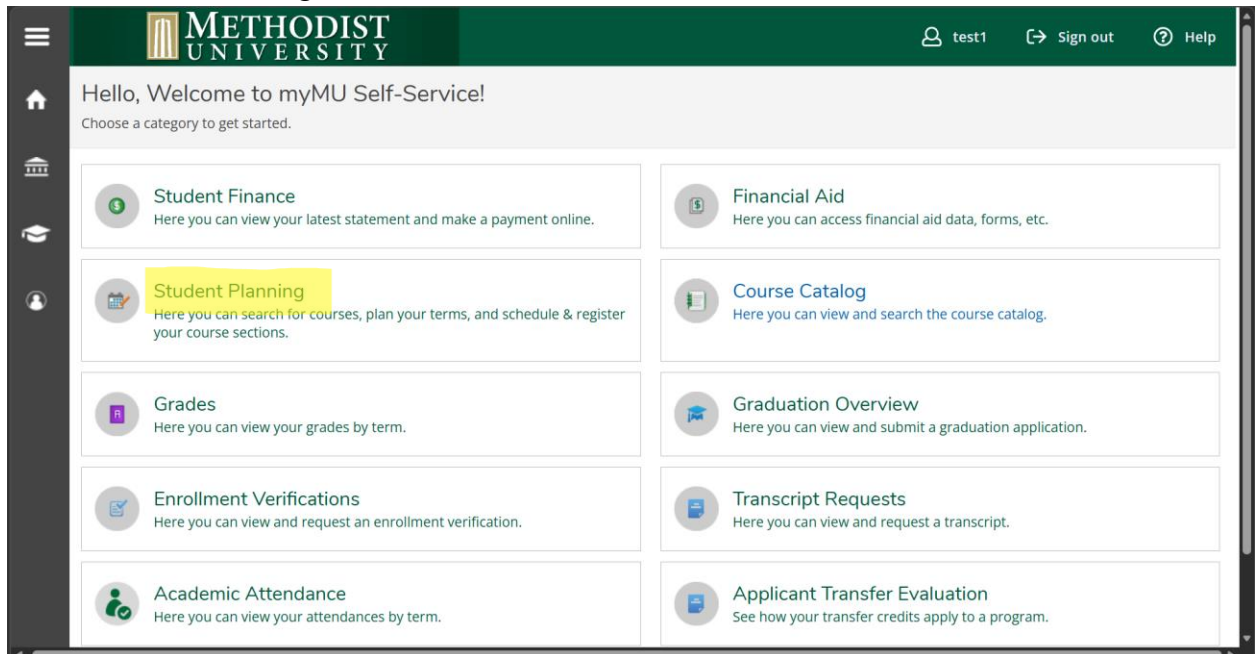 METHODIST
UNIVERSITY
test1
Sign out
Help
Hello, Welcome to myMU Self-Service!
Choose a category to get started.
Student Finance
Here you can view your latest statement and make a payment online.
Financial Aid
Here you can access financial aid data, forms, etc.
Student Planning
Here you can search for courses, plan your terms, and schedule & register
your course sections.
Course Catalog
Here you can view and search the course catalog.
Grades
Here you can view your grades by term.
Graduation Overview
Here you can view and submit a graduation application.
Enrollment Verifications
Here you can view and request an enrollment verification.
Transcript Requests
Here you can view and request a transcript.
Academic Attendance
Here you can view your attendances by term.
Applicant Transfer Evaluation
See how your transfer credits apply to a program.